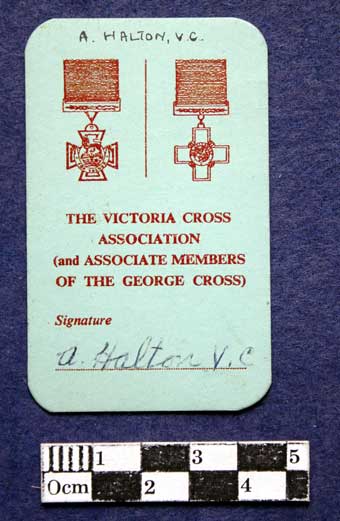 A. HALTON, V.C.
THE VICTORIA CROSS
ASSOCIATION
(and ASSOCIATE MEMBERS
OF THE GEORGE CROSS)
Signature
A. Halton V.C
1 3 5
0cm 2 4